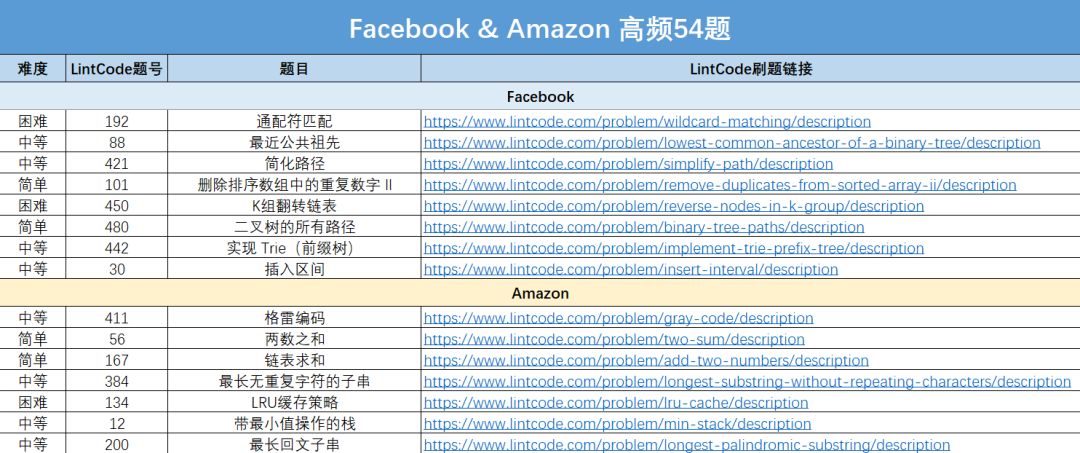 Facebook & Amazon 高频54题
难度 LintCode题号 题目 LintCode刷题链接
Facebook
困难 192 通配符匹配 https://www.lintcode.com/problem/wildcard-matching/description
中等 88 最近公共祖先 https://www.lintcode.com/problem/lowest-common-ancestor-of-a-binary-tree/description
中等 421 简化路径 https://www.lintcode.com/problem/simplify-path/description
简单 101 删除排序数组中的重复数字 II https://www.lintcode.com/problem/remove-duplicates-from-sorted-array-ii/description
困难 450 K组翻转链表 https://www.lintcode.com/problem/reverse-nodes-in-k-group/description
简单 480 二叉树的所有路径 https://www.lintcode.com/problem/binary-tree-paths/description
中等 442 实现 Trie（前缀树） https://www.lintcode.com/problem/implement-trie-prefix-tree/description
中等 30 插入区间 https://www.lintcode.com/problem/insert-interval/description
Amazon
中等 411 格雷编码 https://www.lintcode.com/problem/gray-code/description
简单 56 两数之和 https://www.lintcode.com/problem/two-sum/description
简单 167 链表求和 https://www.lintcode.com/problem/add-two-numbers/description
中等 384 最长无重复字符的子串 https://www.lintcode.com/problem/longest-substring-without-repeating-characters/description
困难 134 LRU缓存策略 https://www.lintcode.com/problem/lru-cache/description
中等 12 带最小值操作的栈 https://www.lintcode.com/problem/min-stack/description
中等 200 最长回文子串 https://www.lintcode.com/problem/longest-palindromic-substring/description